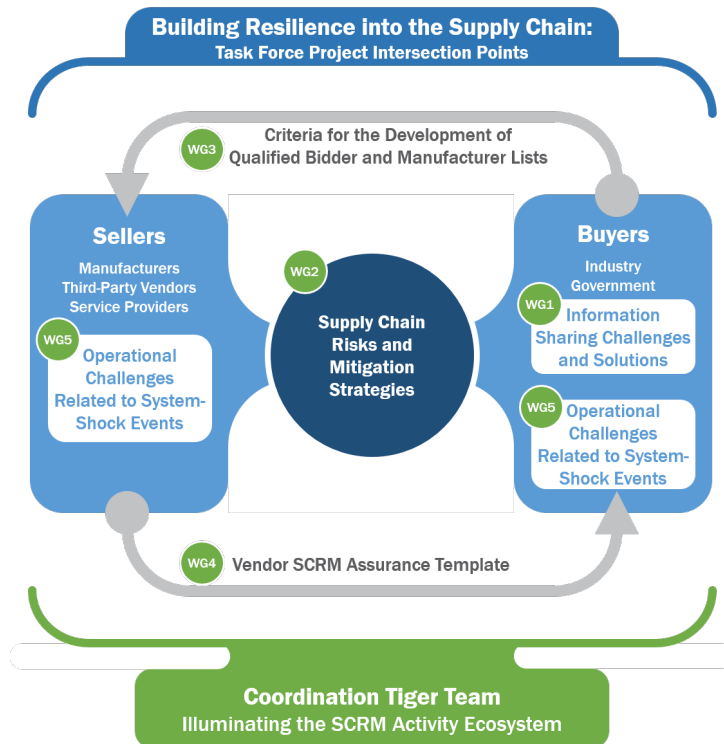 Building Resilience into the Supply Chain:
Task Force Project Intersection Points
WG3
Criteria for the Development of
Qualified Bidder and Manufacturer Lists
Sellers
Manufacturers
Third-Party Vendors
Service Providers
WG5
Operational
Challenges
Related to System-
Shock Events
WG2
Supply Chain
Risks and
Mitigation
Strategies
Buyers
Industry
Government
WG1
Information
Sharing Challenges
and Solutions
WG5
Operational
Challenges
Related to System-
Shock Events
WG4
Vendor SCRM Assurance Template
Coordination Tiger Team
Illuminating the SCRM Activity Ecosystem